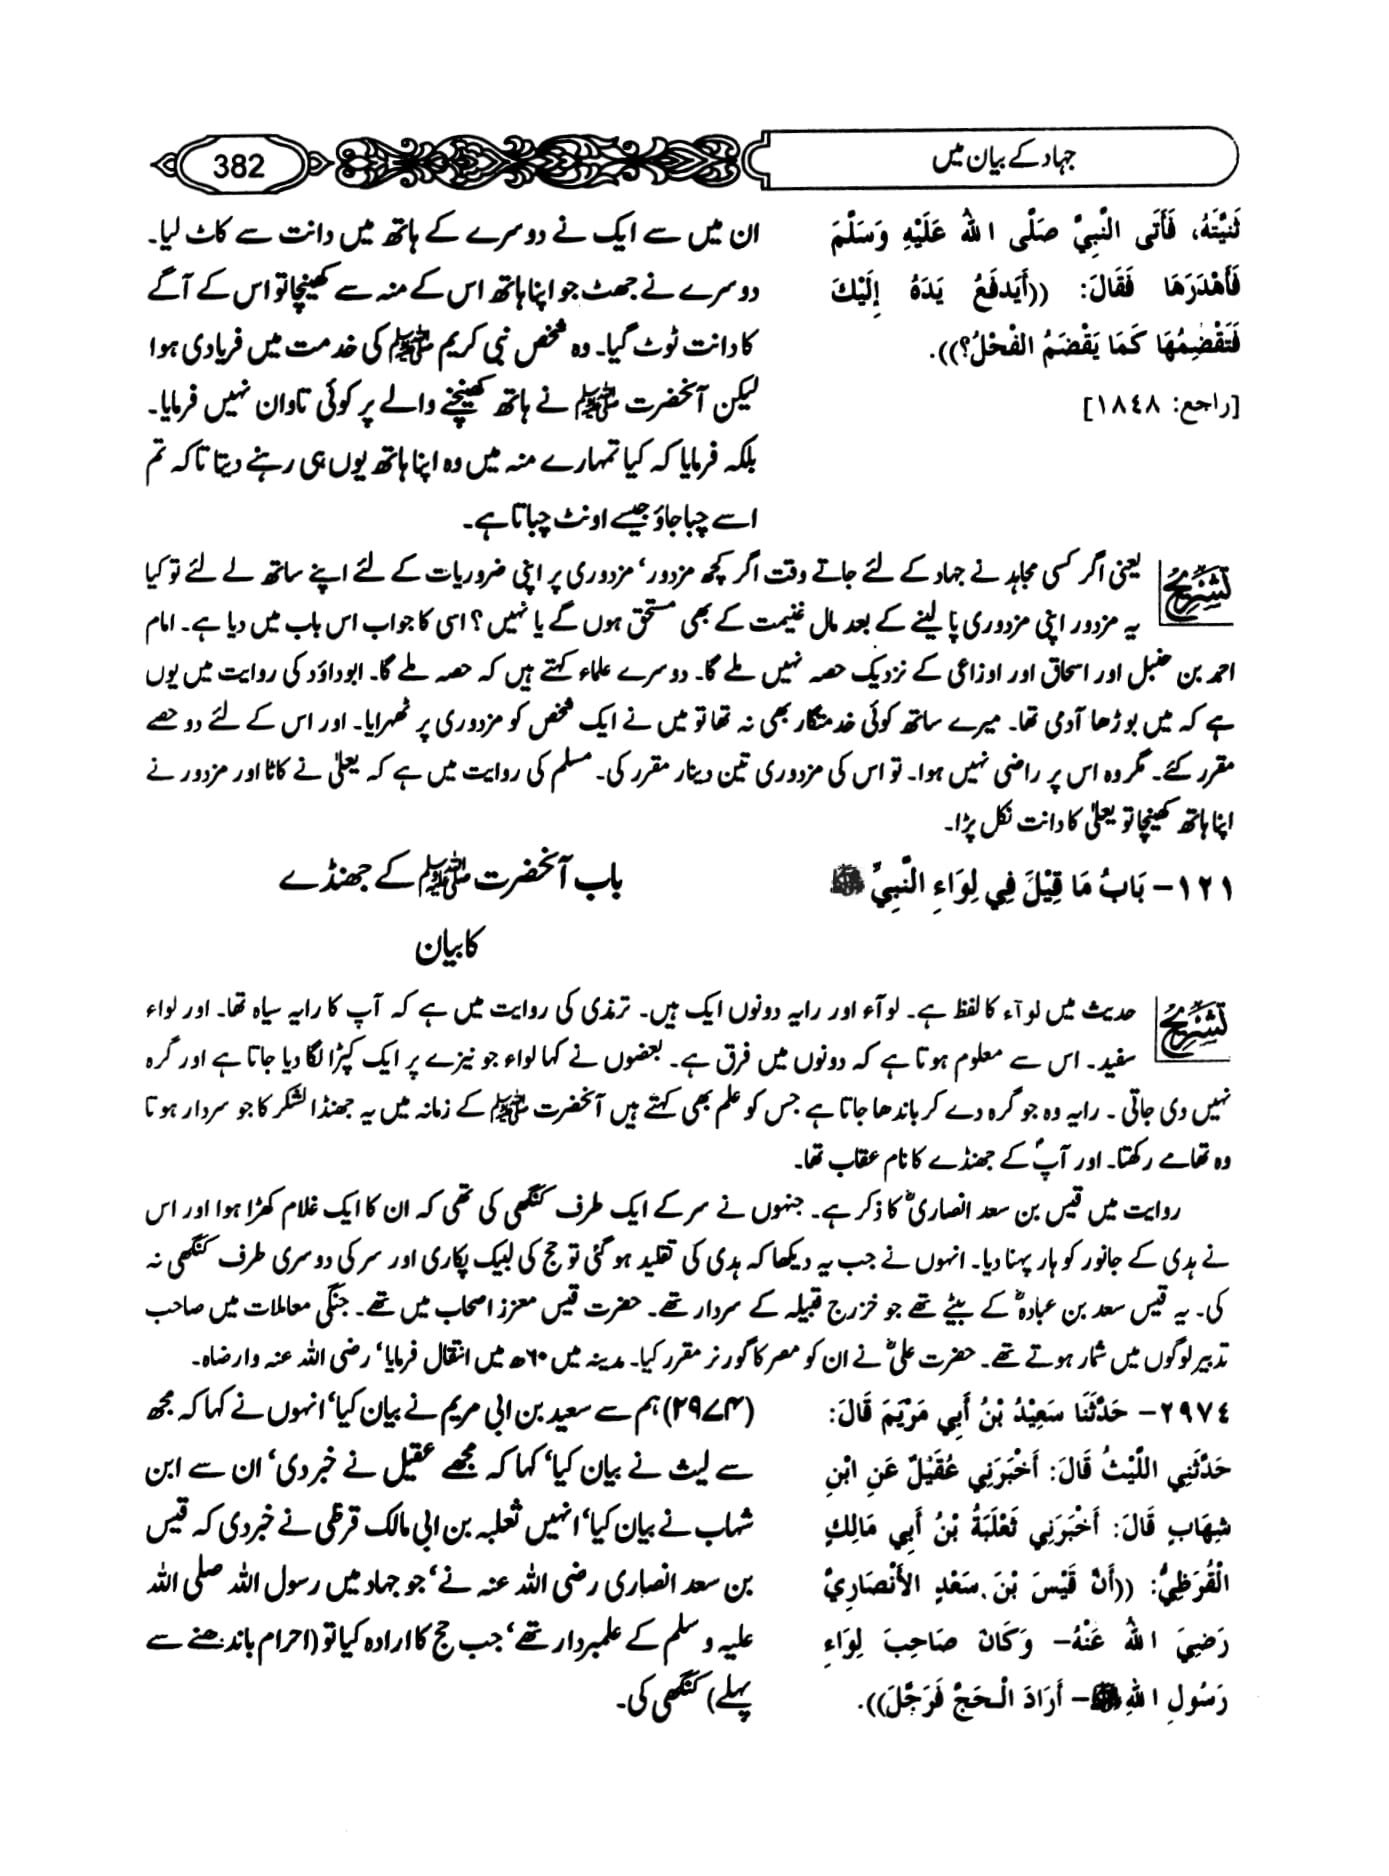 جہاد کے بیان میں
382
ثَنِيَّتَهُ، فَأَتَى النَّبِيَّ صَلَّى اللهُ عَلَيْهِ وَسَلَّمَ
فَأَهْدَرَهَا فَقَالَ: ((أَيَدفَعُ يَدَهُ إِلَيْكَ
فَتَقْضِمُهَا كَمَا يَقْضَمُ الفَحْلُ؟)).
[راجع: ١٨٤٨]
ان میں سے ایک نے دوسرے کے ہاتھ میں دانت سے کاٹ لیا۔
دوسرے نے جھٹ جو اپنا ہاتھ اس کے منہ سے کھینچا تو اس کے آگے
کا دانت ٹوٹ گیا۔ وہ شخص نبی کریم ﷺ کی خدمت میں فریادی ہوا
لیکن آنحضرت ﷺ نے ہاتھ کھینچنے والے پر کوئی تاوان نہیں فرمایا۔
بلکہ فرمایا کہ کیا تمہارے منہ میں وہ اپنا ہاتھ یوں ہی رہنے دیتا تاکہ تم
اسے چبا جاؤ جیسے اونٹ چباتا ہے۔
تشریح
یعنی اگر کسی مجاہد نے جہاد کے لئے جاتے وقت اگر کچھ مزدور' مزدوری پر اپنی ضروریات کے لئے اپنے ساتھ لے لئے تو کیا
یہ مزدور اپنی مزدوری پا لینے کے بعد مال غنیمت کے بھی مستحق ہوں گے یا نہیں؟ اسی کا جواب اس باب میں دیا ہے۔ امام
احمد بن حنبل اور اسحاق اور اوزاعی کے نزدیک حصہ نہیں ملے گا۔ دوسرے علماء کہتے ہیں کہ حصہ ملے گا۔ ابوداؤد کی روایت میں یوں
ہے کہ میں بوڑھا آدمی تھا۔ میرے ساتھ کوئی خدمتگار بھی نہ تھا تو میں نے ایک شخص کو مزدوری پر ٹھہرایا۔ اور اس کے لئے دو حصے
مقرر کئے۔ مگر وہ اس پر راضی نہیں ہوا۔ تو اس کی مزدوری تین دینار مقرر کی۔ مسلم کی روایت میں ہے کہ یعلیٰ نے کاٹا اور مزدور نے
اپنا ہاتھ کھینچا تو یعلیٰ کا دانت نکل پڑا۔
١٢١- بَابُ مَا قِيْلَ فِي لِوَاءِ النَّبِيِّ ﷺ
باب آنحضرت ﷺ کے جھنڈے
کا بیان
تشریح
حدیث میں لوآء کا لفظ ہے۔ لوآء اور رایہ دونوں ایک ہیں۔ ترمذی کی روایت میں ہے کہ آپ کا رایہ سیاہ تھا۔ اور لواء
سفید۔ اس سے معلوم ہوتا ہے کہ دونوں میں فرق ہے۔ بعضوں نے کہا لواء جو نیزے پر ایک کپڑا لگا دیا جاتا ہے اور گرہ
نہیں دی جاتی۔ رایہ وہ جو گرہ دے کر باندھا جاتا ہے جس کو علم بھی کہتے ہیں آنحضرت ﷺ کے زمانہ میں یہ جھنڈا لشکر کا جو سردار ہوتا
وہ تھامے رکھتا۔ اور آپؐ کے جھنڈے کا نام عقاب تھا۔
روایت میں قیس بن سعد انصاریؓ کا ذکر ہے۔ جنہوں نے سر کے ایک طرف کنگھی کی تھی کہ ان کا ایک غلام کھڑا ہوا اور اس
نے ہدی کے جانور کو ہار پہنا دیا۔ انہوں نے جب یہ دیکھا کہ ہدی کی تقلید ہو گئی تو حج کی لبیک پکاری اور سر کی دوسری طرف کنگھی نہ
کی۔ یہ قیس سعد بن عبادہؓ کے بیٹے تھے جو خزرج قبیلہ کے سردار تھے۔ حضرت قیس معزز اصحاب میں تھے۔ جنگی معاملات میں صاحب
تدبیر لوگوں میں شمار ہوتے تھے۔ حضرت علیؓ نے ان کو مصر کا گورنر مقرر کیا۔ مدینہ میں ۶۰ھ میں انتقال فرمایا' رضی اللہ عنہ وارضاہ۔
٢٩٧٤- حَدَّثَنَا سَعِيْدُ بْنُ أَبِي مَرْيَمَ قَالَ:
حَدَّثَنِي اللَّيْثُ قَالَ: أَخْبَرَنِي عُقَيْلٌ عَنِ ابْنِ
شِهَابٍ قَالَ: أَخْبَرَنِي ثَعْلَبَةُ بْنُ أَبِي مَالِكٍ
الْقُرَظِيُّ: ((أَنَّ قَيْسَ بْنَ سَعْدٍ الأَنْصَارِيَّ
رَضِيَ اللهُ عَنْهُ- وَكَانَ صَاحِبَ لِوَاءِ
رَسُولِ اللهِ ﷺ- أَرَادَ الْحَجَّ فَرَجَّلَ)).
(۲۹۷۴) ہم سے سعید بن ابی مریم نے بیان کیا' انہوں نے کہا کہ مجھ
سے لیث نے بیان کیا' کہا کہ مجھے عقیل نے خبر دی' ان سے ابن
شہاب نے بیان کیا' انہیں ثعلبہ بن ابی مالک قرظی نے خبر دی کہ قیس
بن سعد انصاری رضی اللہ عنہ نے' جو جہاد میں رسول اللہ صلی اللہ
علیہ وسلم کے علمبردار تھے' جب حج کا ارادہ کیا تو (احرام باندھنے سے
پہلے) کنگھی کی۔